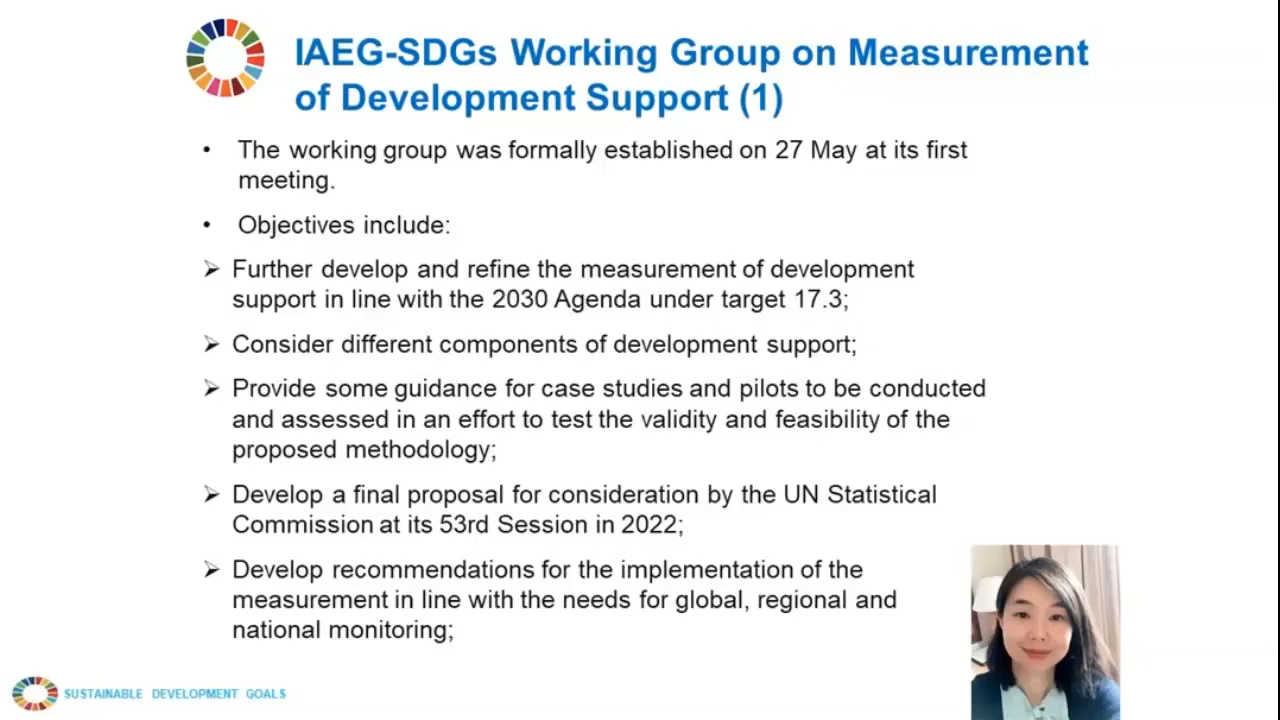 IAEG-SDGs Working Group on Measurement
of Development Support (1)
• The working group was formally established on 27 May at its first
meeting.
• Objectives include:
➢ Further develop and refine the measurement of development
support in line with the 2030 Agenda under target 17.3;
➢ Consider different components of development support;
➢ Provide some guidance for case studies and pilots to be conducted
and assessed in an effort to test the validity and feasibility of the
proposed methodology;
➢ Develop a final proposal for consideration by the UN Statistical
Commission at its 53rd Session in 2022;
➢ Develop recommendations for the implementation of the
measurement in line with the needs for global, regional and
national monitoring;
SUSTAINABLE DEVELOPMENT GOALS